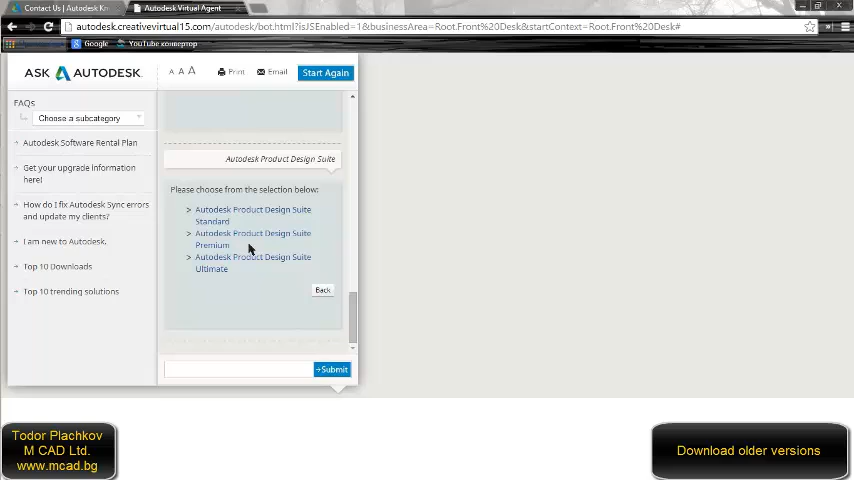 Contact Us | Autodesk Kn
Autodesk Virtual Agent
autodesk.creativevirtual15.com/autodesk/bot.html?isJSEnabled=1&businessArea=Root.Front%20Desk&startContext=Root.Front%20Desk#
Google
YouTube конвертор
ASK AUTODESK.
A A A
Print
Email
Start Again
FAQs
Choose a subcategory
Autodesk Software Rental Plan
Get your upgrade information
here!
How do I fix Autodesk Sync errors
and update my clients?
I am new to Autodesk.
Top 10 Downloads
Top 10 trending solutions
Autodesk Product Design Suite
Please choose from the selection below:
> Autodesk Product Design Suite
Standard
> Autodesk Product Design Suite
Premium
> Autodesk Product Design Suite
Ultimate
Back
Submit
Todor Plachkov
M CAD Ltd.
www.mcad.bg
Download older versions